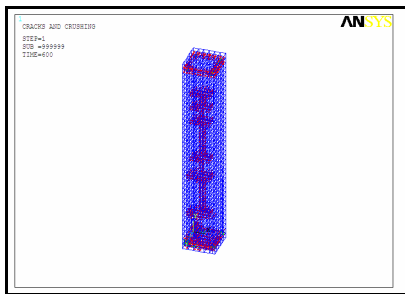 1
CRACKS AND CRUSHING
ANSYS
STEP=1
SUB =999999
TIME=600